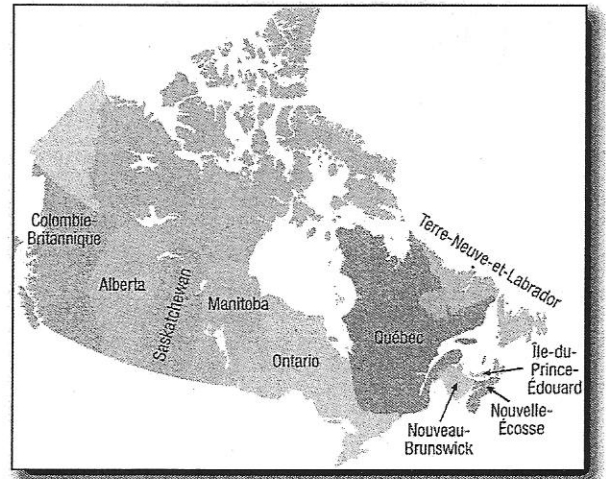 Colombie-
Britannique
Alberta
Saskatchewan
Manitoba
Ontario
Québec
Terre-Neuve-et-Labrador
Île-du-
Prince-
Édouard
Nouvelle-
Écosse
Nouveau-
Brunswick